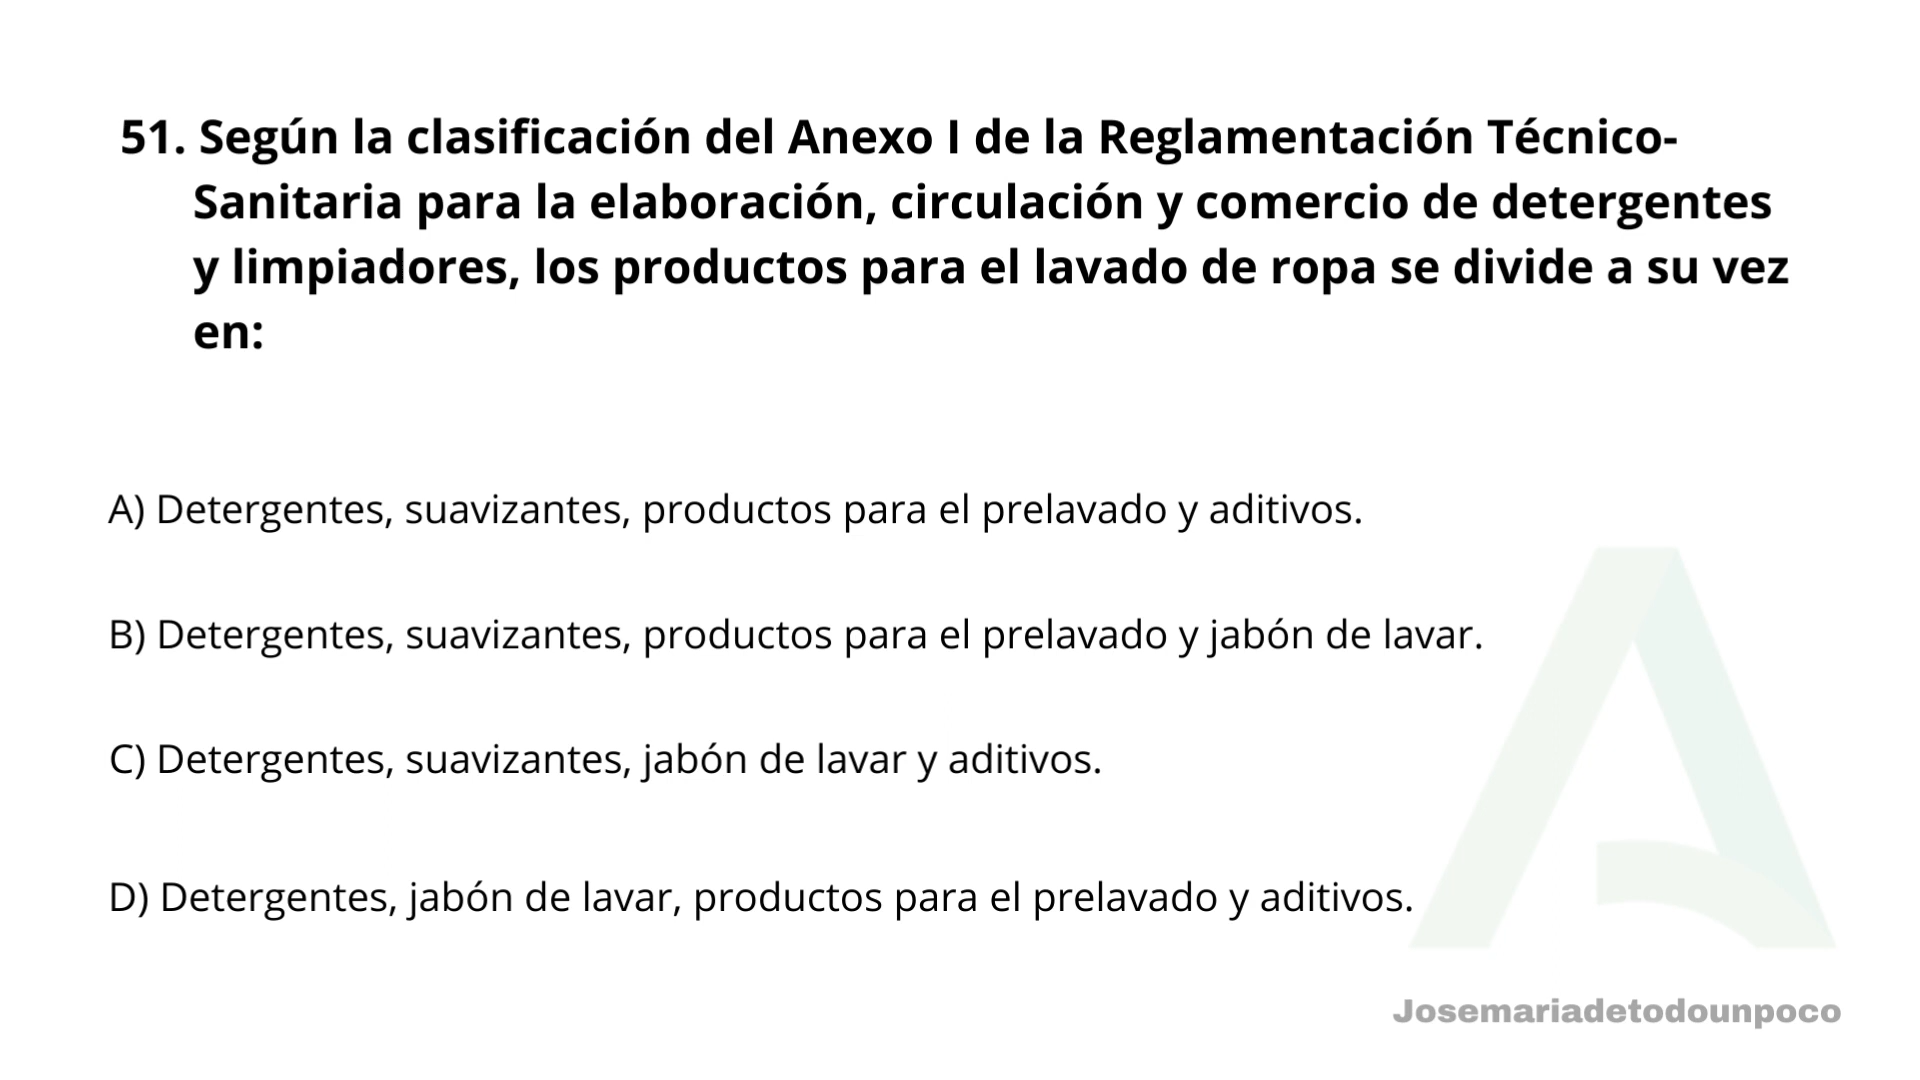 51. Según la clasificación del Anexo I de la Reglamentación Técnico-
Sanitaria para la elaboración, circulación y comercio de detergentes
y limpiadores, los productos para el lavado de ropa se divide a su vez
en:
A) Detergentes, suavizantes, productos para el prelavado y aditivos.
B) Detergentes, suavizantes, productos para el prelavado y jabón de lavar.
C) Detergentes, suavizantes, jabón de lavar y aditivos.
D) Detergentes, jabón de lavar, productos para el prelavado y aditivos.
Josemariadetodounpoco